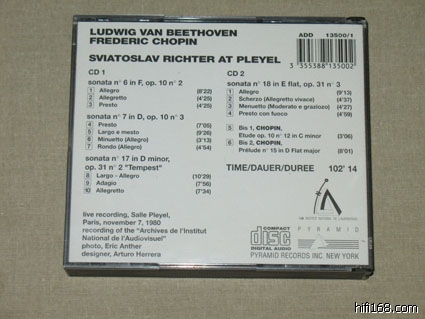 LUDWIG VAN BEETHOVEN
FREDERIC CHOPIN
ADD 13500/1
3 355388 135002
SVIATOSLAV RICHTER AT PLEYEL
CD 1
sonata n° 6 in F, op. 10 n° 2
1 Allegro (8'22)
2 Allegretto (4'25)
3 Presto (4'25)
sonata n° 7 in D, op. 10 n° 3
4 Presto (7'05)
5 Largo e mesto (9'26)
6 Minuetto (Allegro) (3'13)
7 Rondo (Allegro) (4'54)
sonata n° 17 in D minor,
op. 31 n° 2 "Tempest"
8 Largo - Allegro (10'29)
9 Adagio (7'56)
10 Allegretto (7'34)
live recording, Salle Pleyel,
Paris, november 7, 1980
recording of the "Archives de l'Institut
National de l'Audiovisuel"
photo, Eric Anther
designer, Arturo Herrera
CD 2
sonata n° 18 in E flat, op. 31 n° 3
1 Allegro (9'13)
2 Scherzo (Allegretto vivace) (4'37)
3 Menuetto (Moderato e grazioso) (4'27)
4 Presto con fuoco (4'59)
5 Bis 1, CHOPIN,
Etude op. 10 n° 12 in C minor (3'06)
6 Bis 2, CHOPIN,
Prélude n° 15 in D Flat major (8'01)
TIME/DAUER/DUREE 102' 14
COMPACT
disc
DIGITAL AUDIO
PYRAMID
PYRAMID RECORDS INC. NEW YORK
hifi168.com